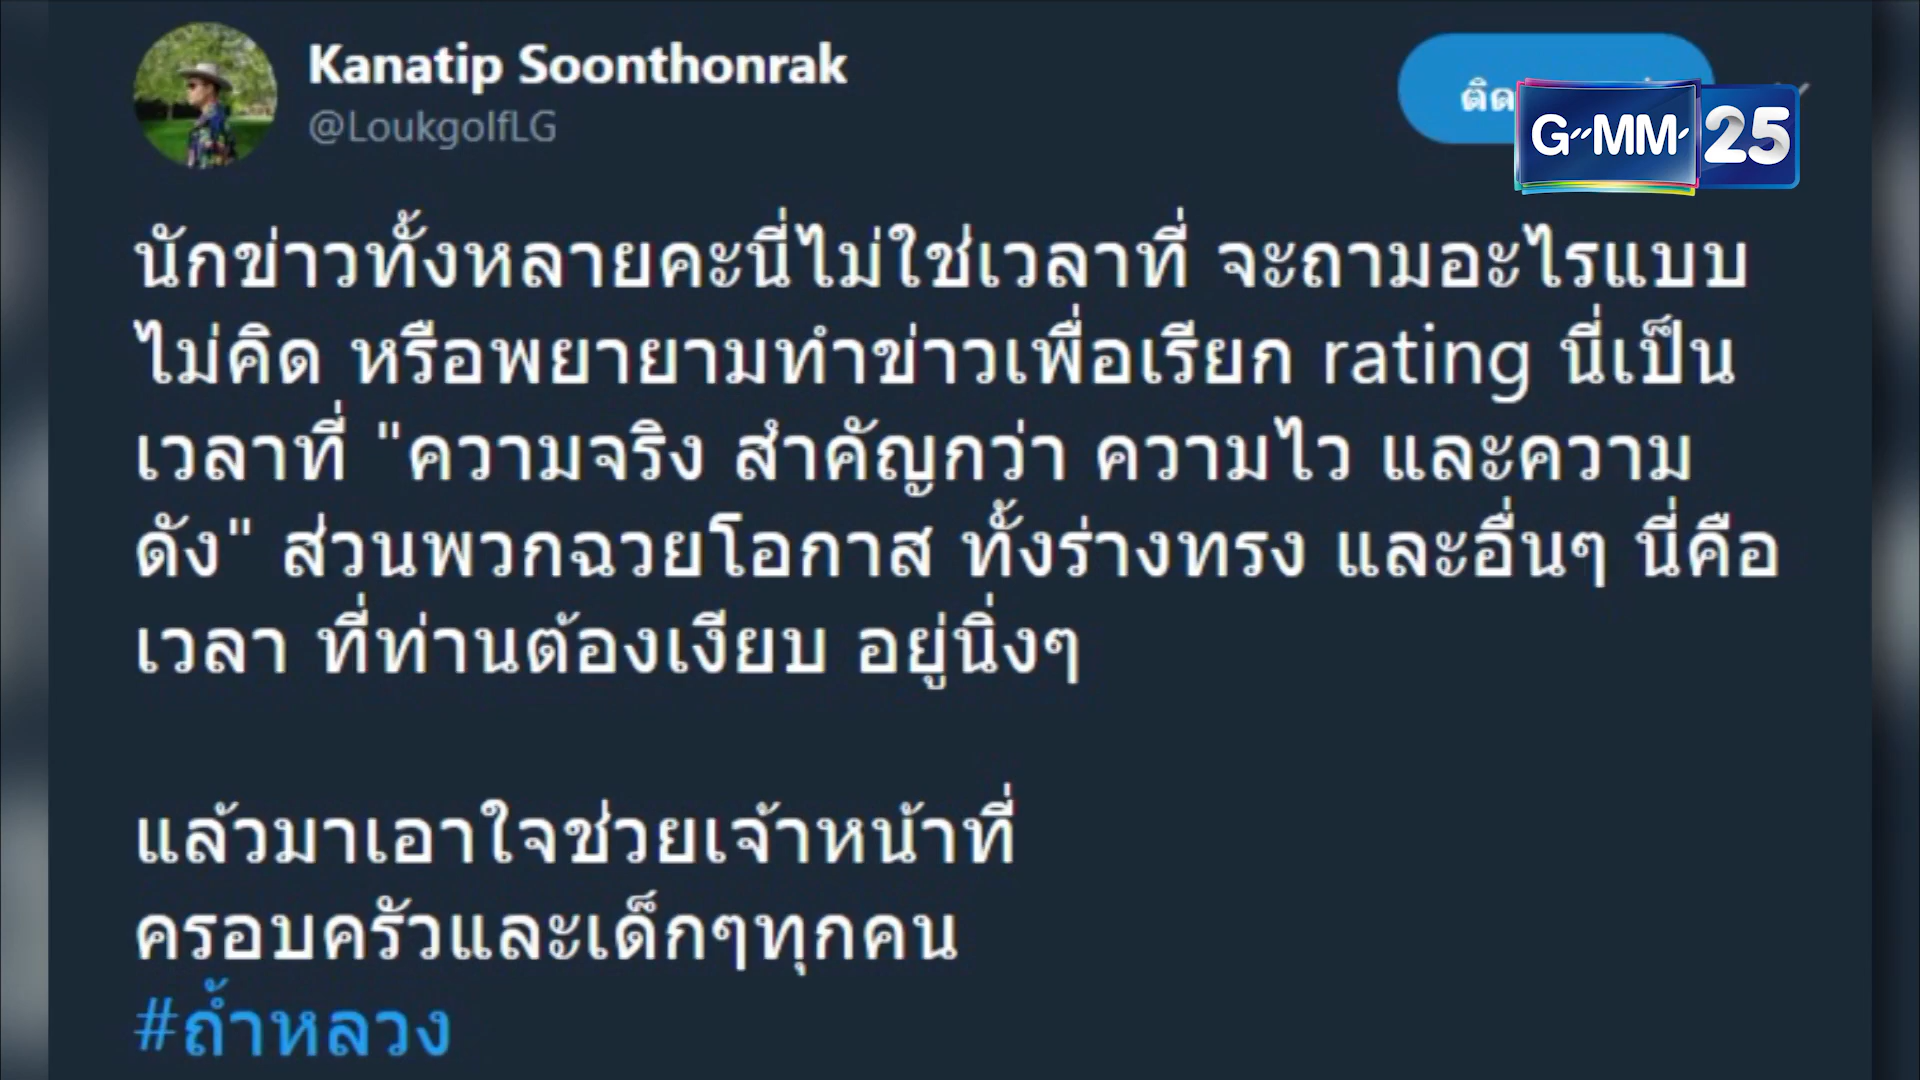 Kanatip Soonthonrak
@LoukgolfLG
ติด
G MM 25
นักข่าวทั้งหลายคะนี่ไม่ใช่เวลาที่ จะถามอะไรแบบ
ไม่คิด หรือพยายามทำข่าวเพื่อเรียก rating นี่เป็น
เวลาที่ "ความจริง สำคัญกว่า ความไว และความ
ดัง" ส่วนพวกฉวยโอกาส ทั้งร่างทรง และอื่นๆ นี่คือ
เวลา ที่ท่านต้องเงียบ อยู่นิ่งๆ
แล้วมาเอาใจช่วยเจ้าหน้าที่
ครอบครัวและเด็กๆทุกคน
#ถ้ำหลวง